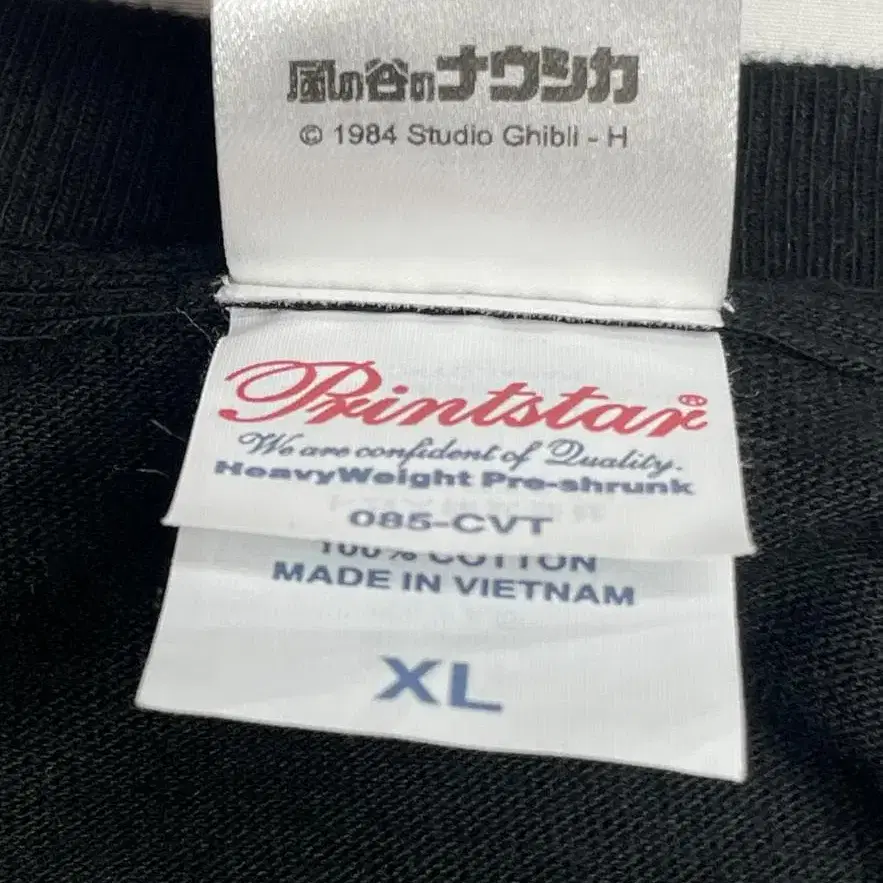 風の谷のナウシカ
© 1984 Studio Ghibli - H
Printstar®
We are confident of Quality.
HeavyWeight Pre-shrunk
085-CVT
100% COTTON
MADE IN VIETNAM
XL